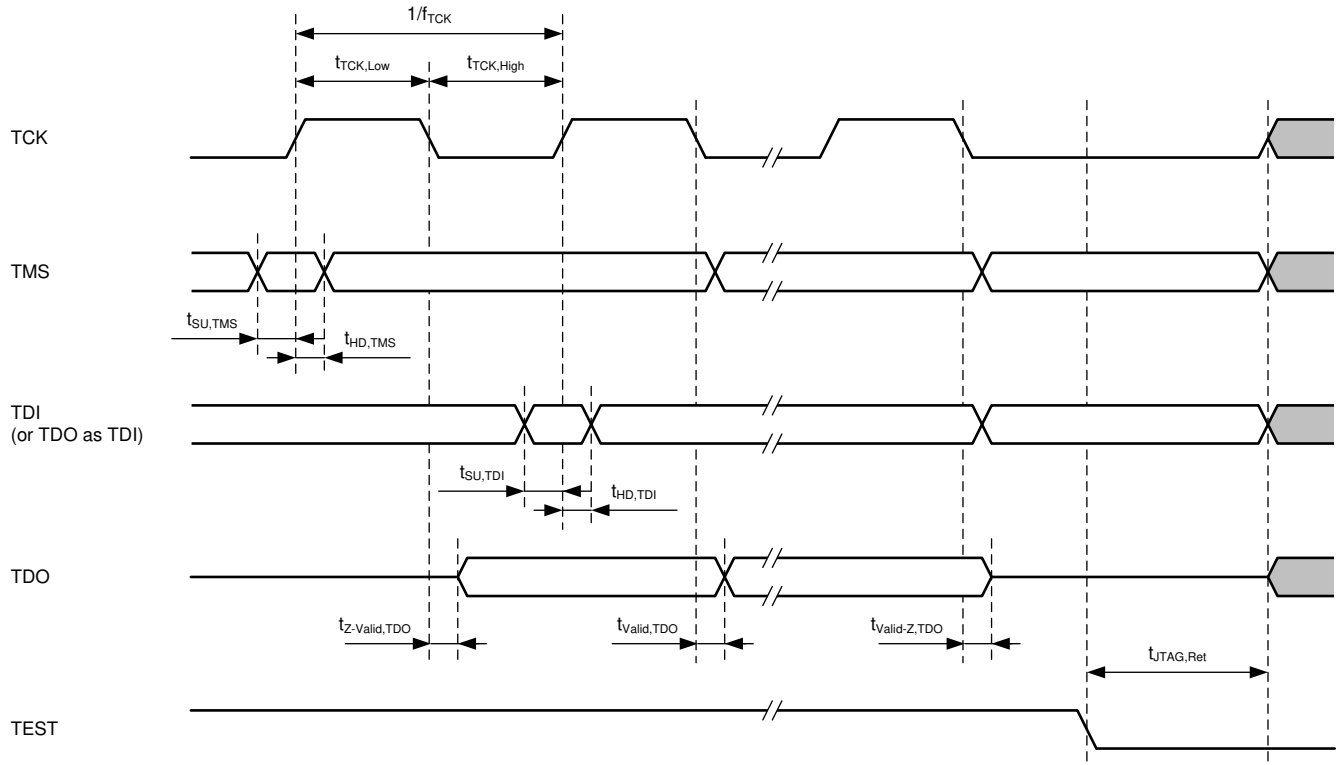 1/fTCK
tTCK,Low
tTCK,High
TCK
TMS
tSU,TMS
tHD,TMS
TDI
(or TDO as TDI)
tSU,TDI
tHD,TDI
TDO
tZ-Valid,TDO
tValid,TDO
tValid-Z,TDO
tJTAG,Ret
TEST